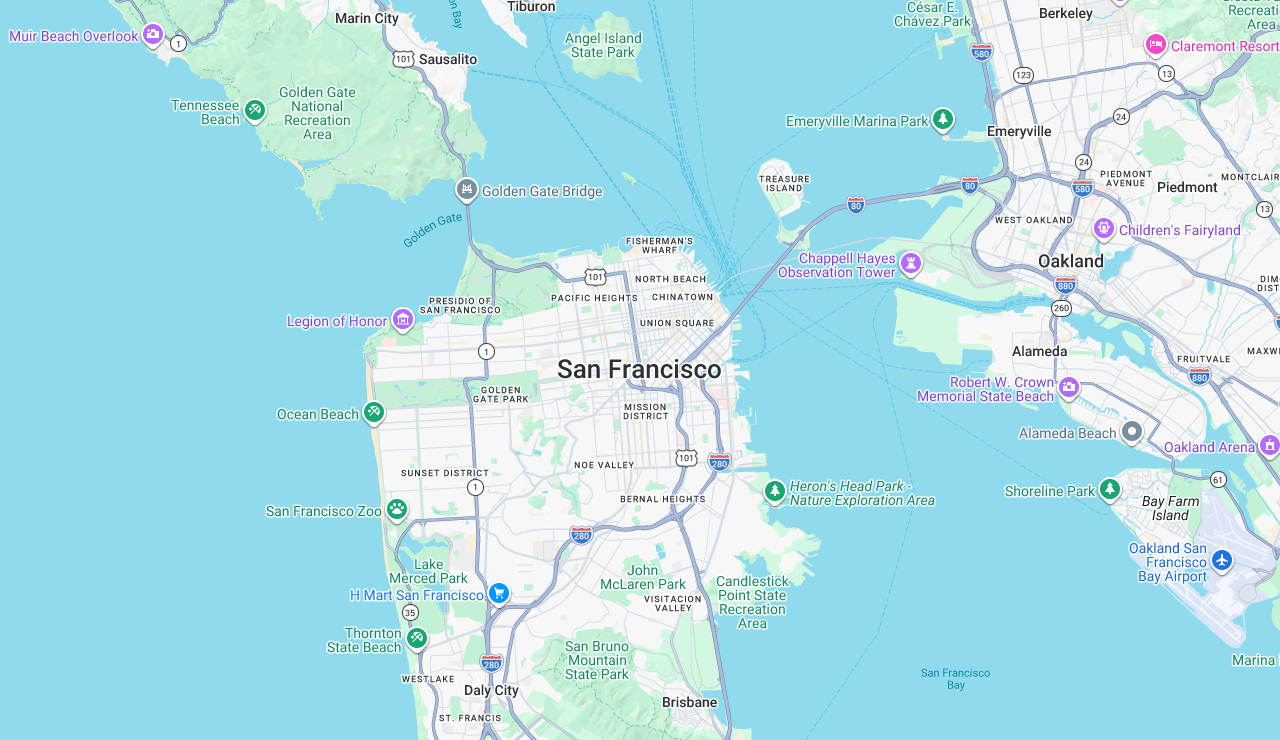 Tiburon
César E.
Chávez Park
Berkeley
Marin City
Muir Beach Overlook
1
Angel Island
State Park
Recrea
Area
Claremont Resort
580
101
Sausalito
123
13
Golden Gate
National
Recreation
Area
Tennessee
Beach
24
Emeryville Marina Park
Emeryville
24
TREASURE
ISLAND
PIEDMONT
AVENUE
MONTCLAIR
Piedmont
80
580
Golden Gate Bridge
80
13
Golden Gate
WEST OAKLAND
Children's Fairyland
FISHERMAN'S
WHARF
Chappell Hayes
Observation Tower
Oakland
101
NORTH BEACH
880
PACIFIC HEIGHTS
CHINATOWN
PRESIDIO OF
SAN FRANCISCO
260
Legion of Honor
UNION SQUARE
1
Alameda
FRUITVALE
MAXW
San Francisco
880
GOLDEN
GATE PARK
Robert W. Crown
Memorial State Beach
Ocean Beach
MISSION
DISTRICT
Alameda Beach
Oakland Arena
101
280
NOE VALLEY
SUNSET DISTRICT
61
1
Heron's Head Park -
Nature Exploration Area
Shoreline Park
BERNAL HEIGHTS
Bay Farm
Island
San Francisco Zoo
280
Oakland San
Francisco
Bay Airport
Lake
Merced Park
John
McLaren Park
Candlestick
Point State
Recreation
Area
H Mart San Francisco
VISITACION
VALLEY
35
Thornton
State Beach
San Bruno
Mountain
State Park
280
Marina
San Francisco
Bay
WESTLAKE
Daly City
Brisbane
ST. FRANCIS